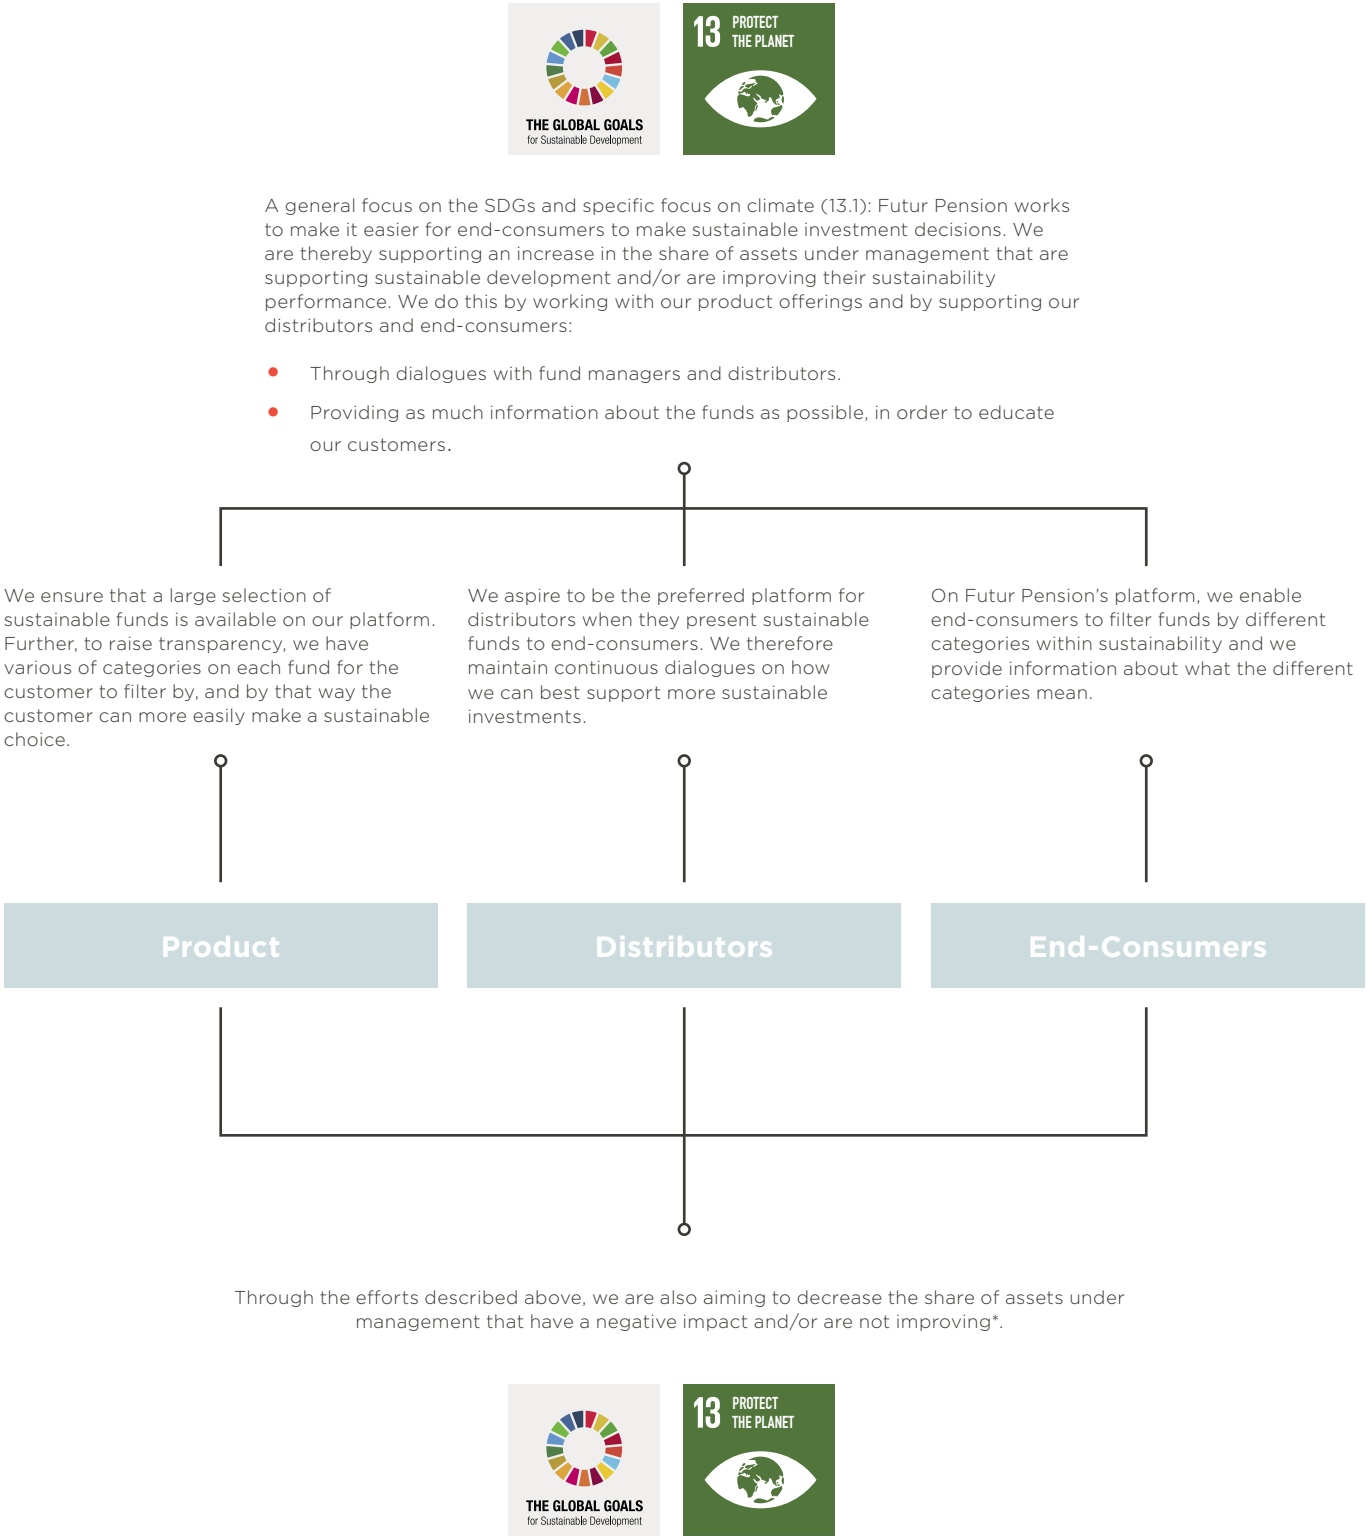 THE GLOBAL GOALS
for Sustainable Development
13 PROTECT
THE PLANET
A general focus on the SDGs and specific focus on climate (13.1): Futur Pension works
to make it easier for end-consumers to make sustainable investment decisions. We
are thereby supporting an increase in the share of assets under management that are
supporting sustainable development and/or are improving their sustainability
performance. We do this by working with our product offerings and by supporting our
distributors and end-consumers:
• Through dialogues with fund managers and distributors.
• Providing as much information about the funds as possible, in order to educate
our customers.
We ensure that a large selection of
sustainable funds is available on our platform.
Further, to raise transparency, we have
various of categories on each fund for the
customer to filter by, and by that way the
customer can more easily make a sustainable
choice.
We aspire to be the preferred platform for
distributors when they present sustainable
funds to end-consumers. We therefore
maintain continuous dialogues on how
we can best support more sustainable
investments.
On Futur Pension’s platform, we enable
end-consumers to filter funds by different
categories within sustainability and we
provide information about what the different
categories mean.
Product
Distributors
End-Consumers
Through the efforts described above, we are also aiming to decrease the share of assets under
management that have a negative impact and/or are not improving*.
THE GLOBAL GOALS
for Sustainable Development
13 PROTECT
THE PLANET